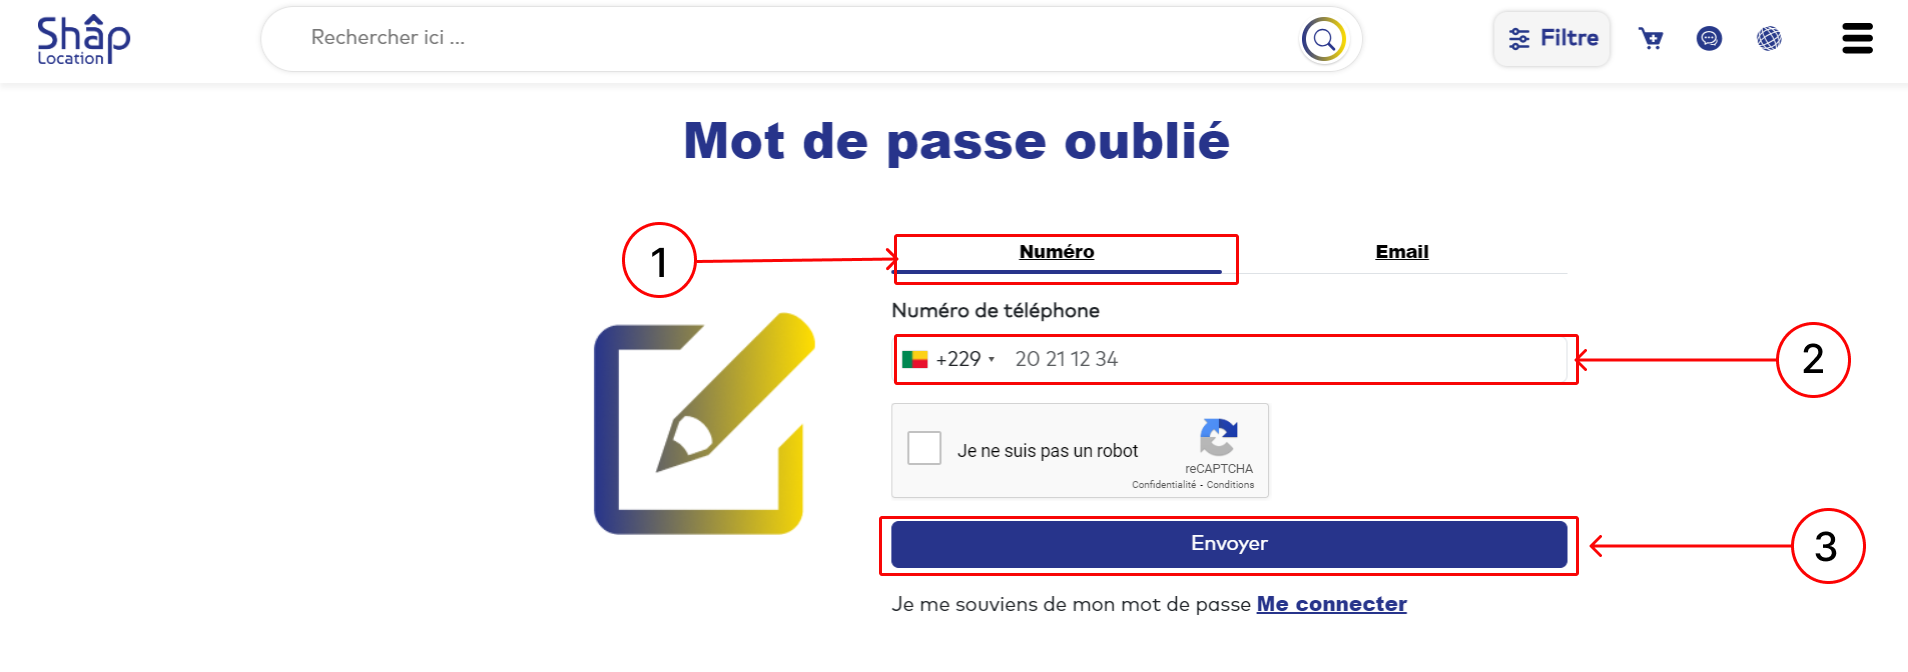 Shâp
Location
Rechercher ici ...
Filtre
Mot de passe oublié
1
Numéro
Email
Numéro de téléphone
+229 20 21 12 34
2
Je ne suis pas un robot
reCAPTCHA
Confidentialité - Conditions
Envoyer
3
Je me souviens de mon mot de passe Me connecter